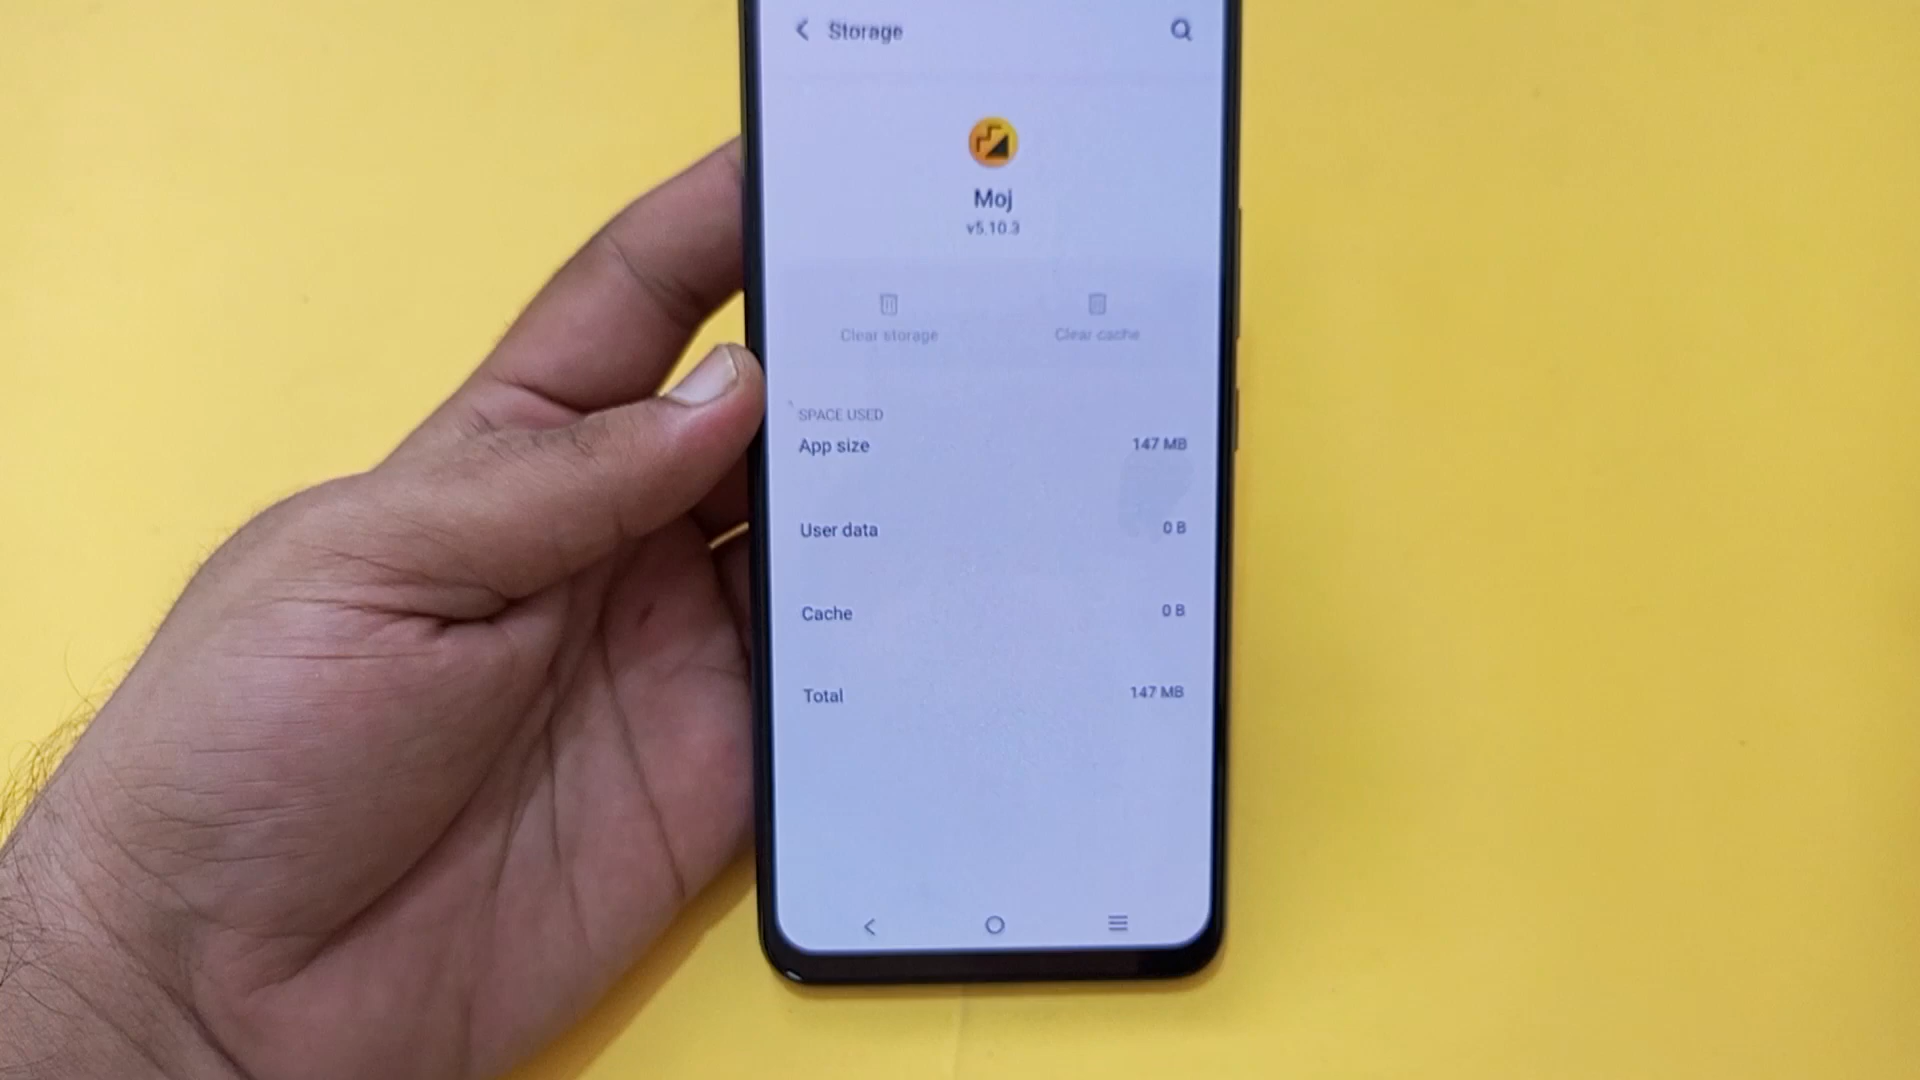 Storage
Moj
v5.10.3
Clear storage
Clear cache
SPACE USED
App size 147 MB
User data 0 B
Cache 0 B
Total 147 MB